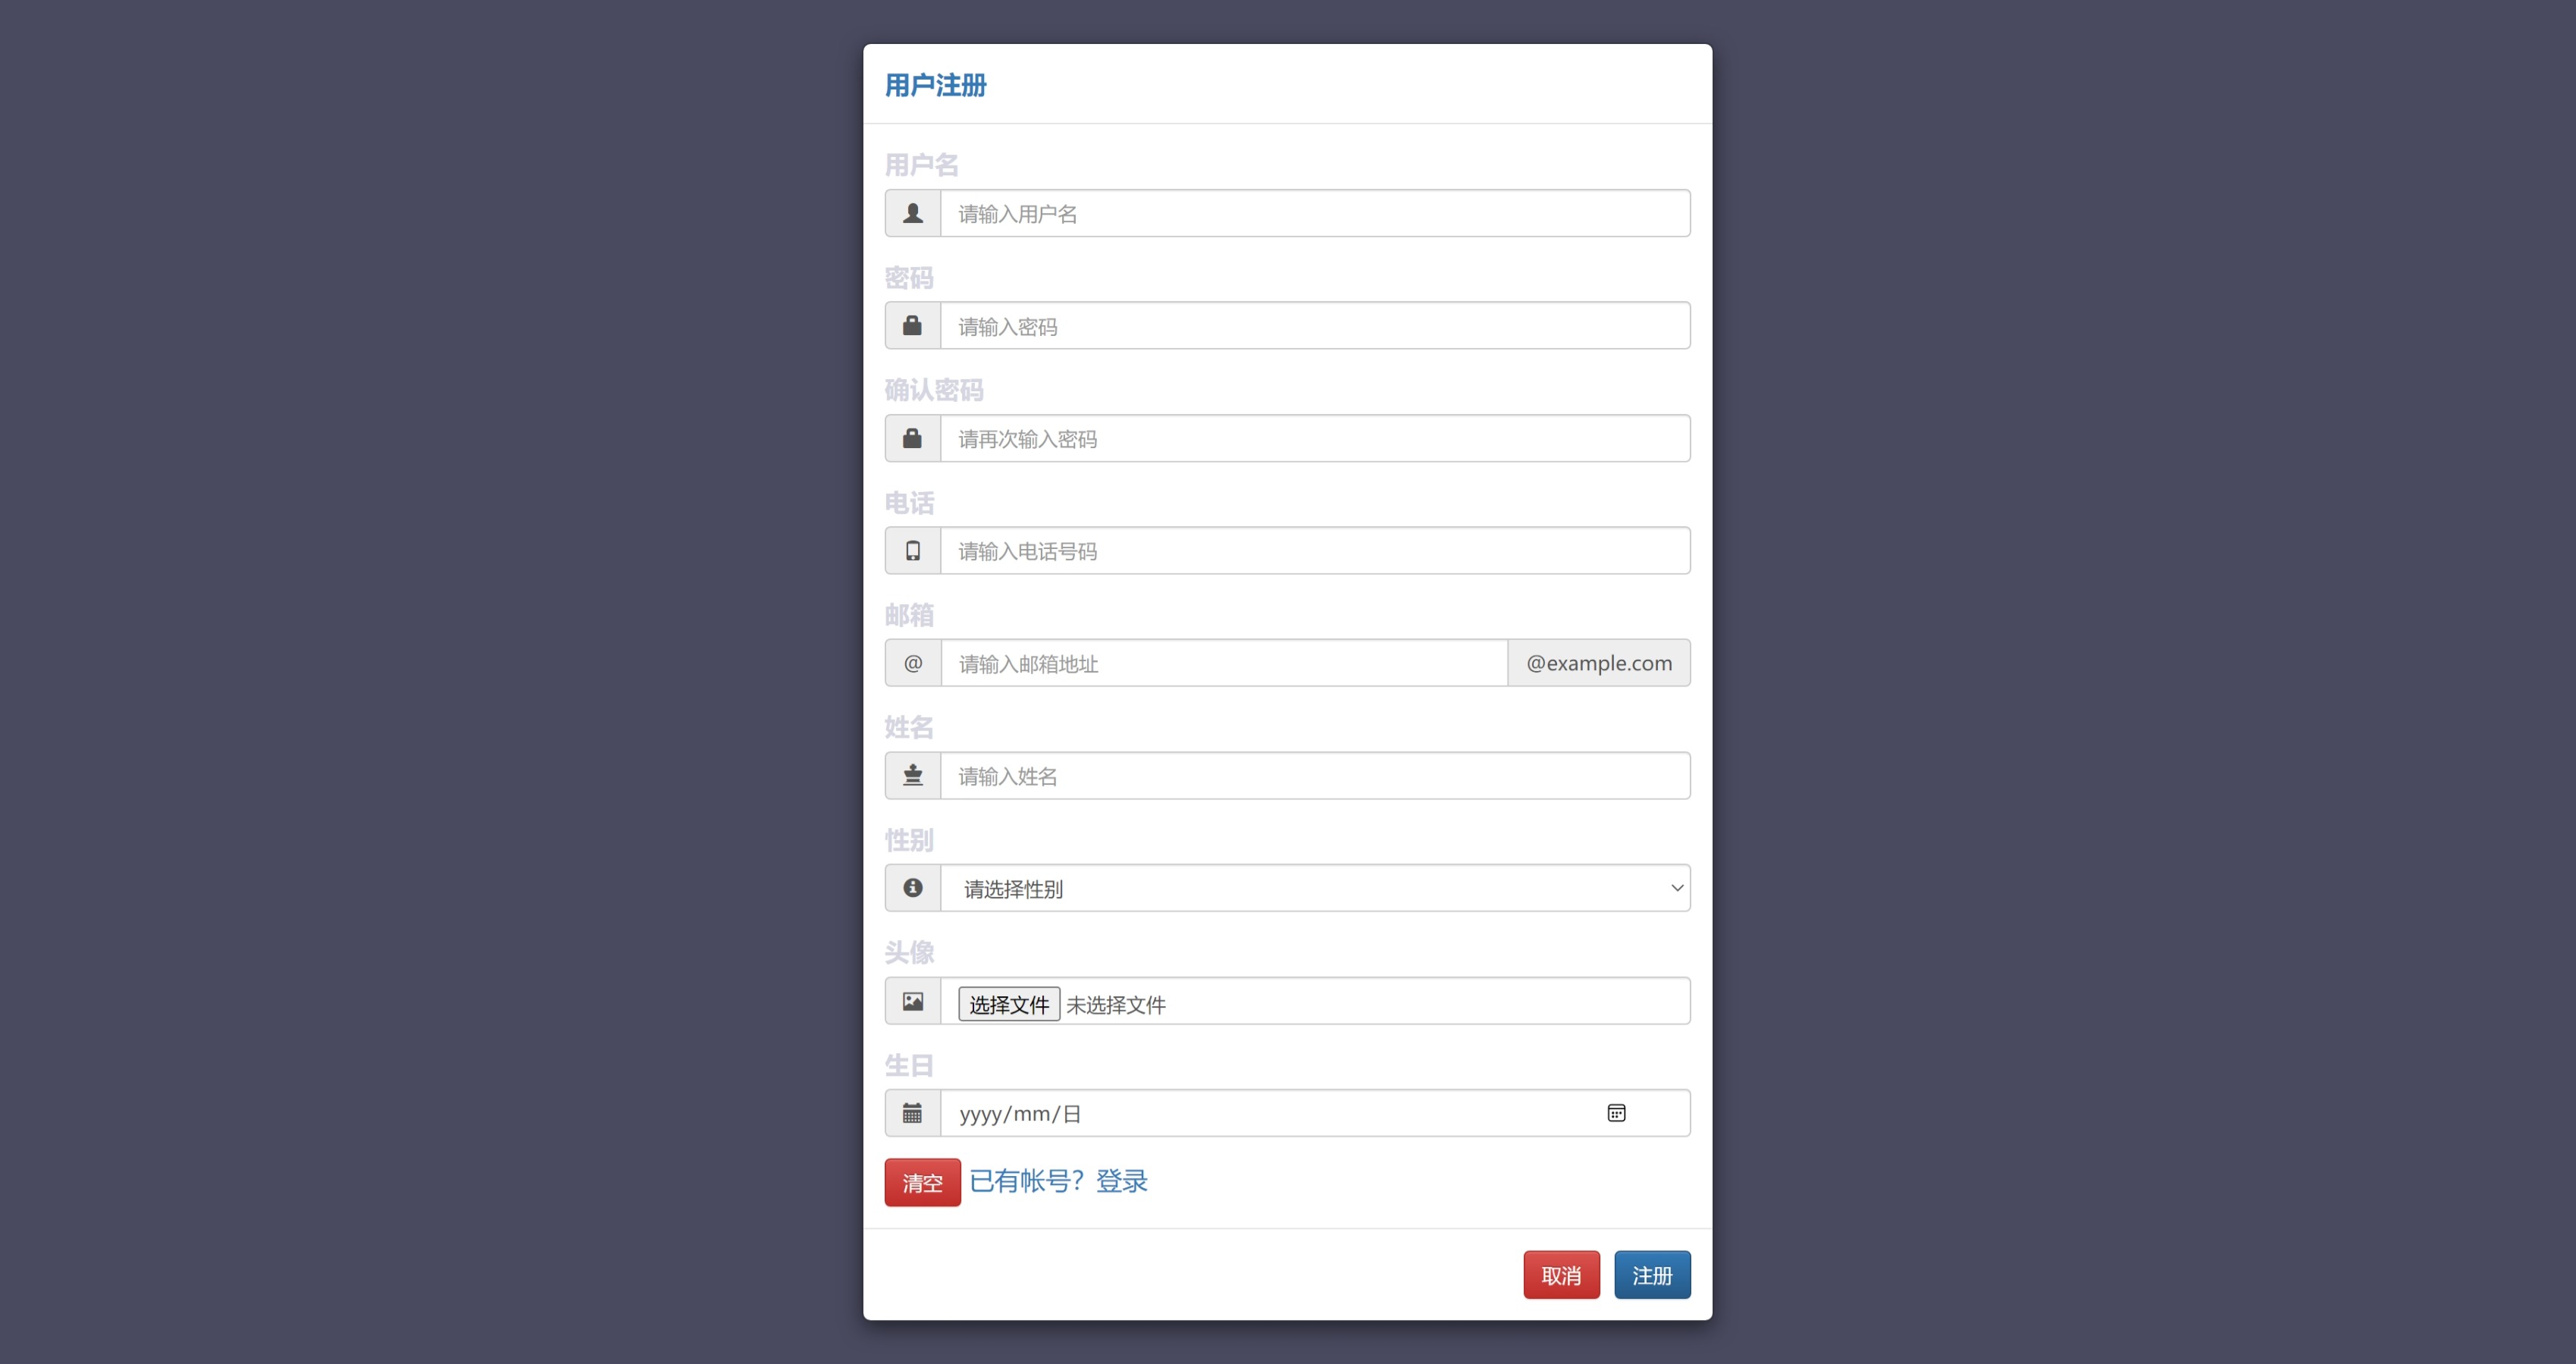 用户注册
用户名
请输入用户名
密码
请输入密码
确认密码
请再次输入密码
电话
请输入电话号码
邮箱
@ 请输入邮箱地址 @example.com
姓名
请输入姓名
性别
请选择性别
头像
选择文件 未选择文件
生日
yyyy/mm/日
清空 已有帐号？登录
取消 注册